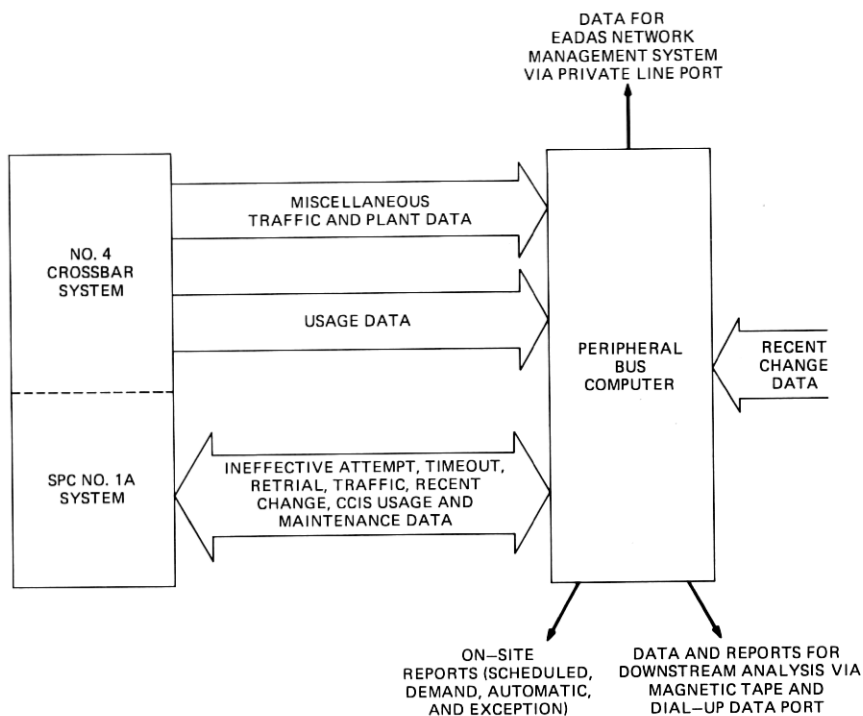 DATA FOR
EADAS NETWORK
MANAGEMENT SYSTEM
VIA PRIVATE LINE PORT
NO. 4
CROSSBAR
SYSTEM
MISCELLANEOUS
TRAFFIC AND PLANT DATA
USAGE DATA
PERIPHERAL
BUS
COMPUTER
RECENT
CHANGE
DATA
SPC NO. 1A
SYSTEM
INEFFECTIVE ATTEMPT, TIMEOUT,
RETRIAL, TRAFFIC, RECENT
CHANGE, CCIS USAGE AND
MAINTENANCE DATA
ON–SITE
REPORTS (SCHEDULED,
DEMAND, AUTOMATIC,
AND EXCEPTION)
DATA AND REPORTS FOR
DOWNSTREAM ANALYSIS VIA
MAGNETIC TAPE AND
DIAL–UP DATA PORT